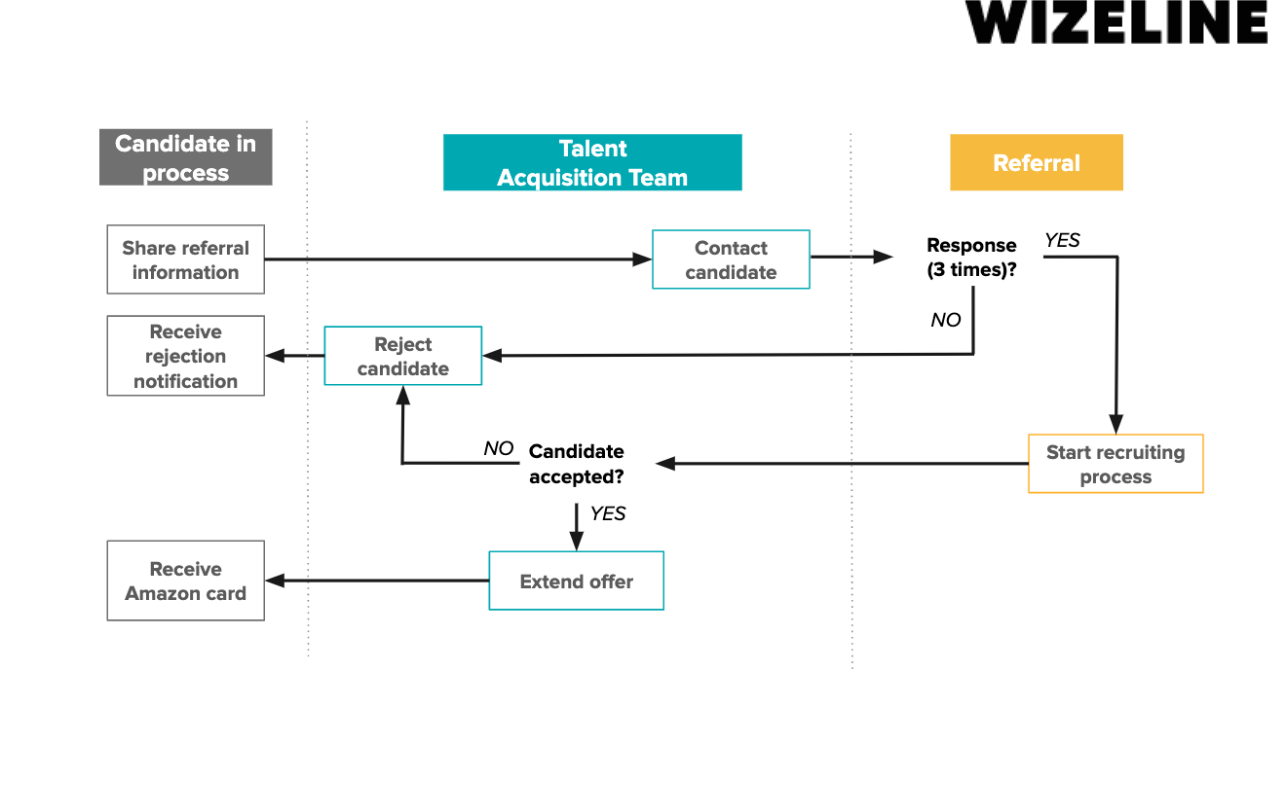 WIZELINE
Candidate in
process
Talent
Acquisition Team
Referral
Share referral
information
Contact
candidate
Response
(3 times)?
YES
NO
Receive
rejection
notification
Reject
candidate
NO
Candidate
accepted?
Start recruiting
process
YES
Receive
Amazon card
Extend offer